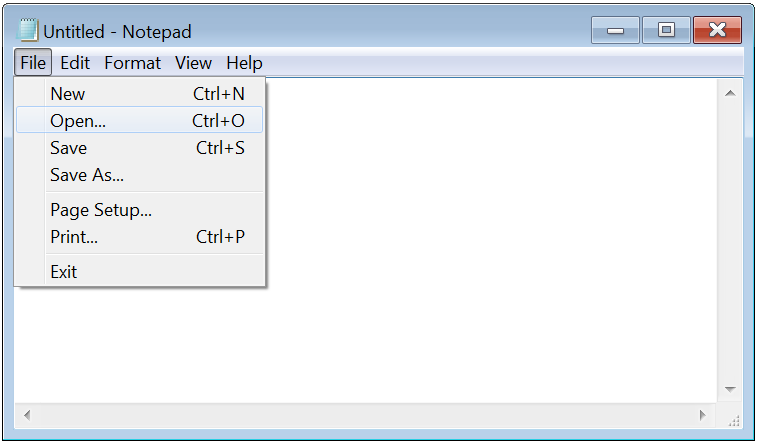 Untitled - Notepad
File Edit Format View Help
New Ctrl+N
Open... Ctrl+O
Save Ctrl+S
Save As...
Page Setup...
Print... Ctrl+P
Exit